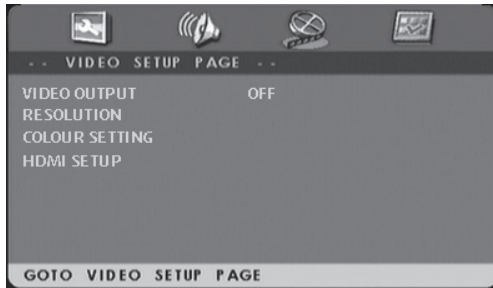 - - VIDEO SETUP PAGE - -
VIDEO OUTPUT OFF
RESOLUTION
COLOUR SETTING
HDMI SETUP
GOTO VIDEO SETUP PAGE